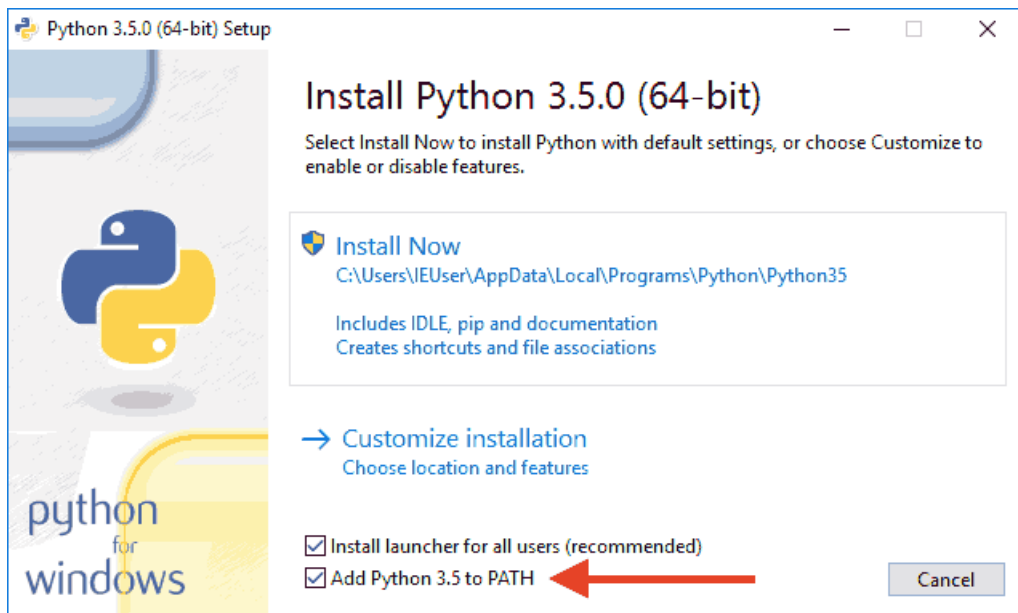 Python 3.5.0 (64-bit) Setup
Install Python 3.5.0 (64-bit)
Select Install Now to install Python with default settings, or choose Customize to
enable or disable features.
Install Now
C:\Users\IEUser\AppData\Local\Programs\Python\Python35
Includes IDLE, pip and documentation
Creates shortcuts and file associations
Customize installation
Choose location and features
python
for
windows
Install launcher for all users (recommended)
Add Python 3.5 to PATH
Cancel